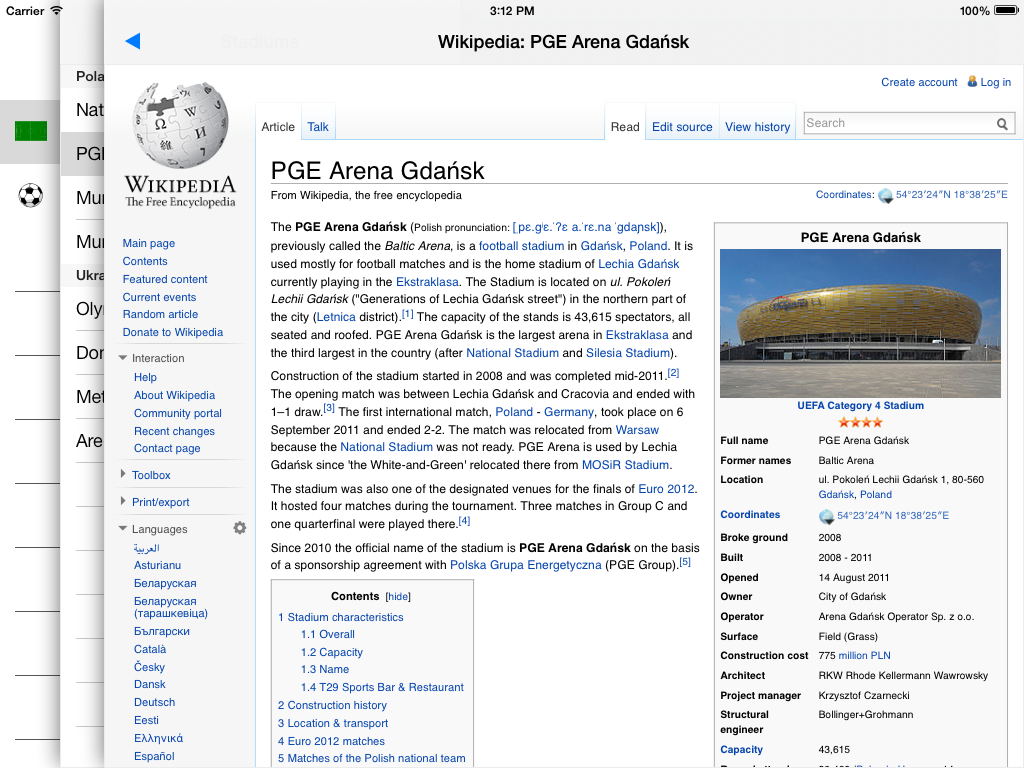 Carrier
3:12 PM
100%
Stadiums
Wikipedia: PGE Arena Gdańsk
Pola
Nat
PGE
Mur
Mur
Ukra
Olyr
Don
Met
Are
WIKIPEDIA
The Free Encyclopedia
Main page
Contents
Featured content
Current events
Random article
Donate to Wikipedia
Interaction
Help
About Wikipedia
Community portal
Recent changes
Contact page
Toolbox
Print/export
Languages
العربية
Asturianu
Беларуская
Беларуская
(тарашкевіца)
Български
Català
Česky
Dansk
Deutsch
Eesti
Ελληνικά
Español
Create account Log in
Article Talk
Read Edit source View history
Search
PGE Arena Gdańsk
From Wikipedia, the free encyclopedia
Coordinates: 54°23′24″N 18°38′25″E
The PGE Arena Gdańsk (Polish pronunciation: [ˌpɛ.ɡʲɛ.ˈʔɛ a.ˈrɛ.na ˈɡdaɲsk]),
previously called the Baltic Arena, is a football stadium in Gdańsk, Poland. It is
used mostly for football matches and is the home stadium of Lechia Gdańsk
currently playing in the Ekstraklasa. The Stadium is located on ul. Pokoleń
Lechii Gdańsk ("Generations of Lechia Gdańsk street") in the northern part of
the city (Letnica district).[1] The capacity of the stands is 43,615 spectators, all
seated and roofed. PGE Arena Gdańsk is the largest arena in Ekstraklasa and
the third largest in the country (after National Stadium and Silesia Stadium).
Construction of the stadium started in 2008 and was completed mid-2011.[2]
The opening match was between Lechia Gdańsk and Cracovia and ended with
1–1 draw.[3] The first international match, Poland - Germany, took place on 6
September 2011 and ended 2-2. The match was relocated from Warsaw
because the National Stadium was not ready. PGE Arena is used by Lechia
Gdańsk since 'the White-and-Green' relocated there from MOSiR Stadium.
The stadium was also one of the designated venues for the finals of Euro 2012.
It hosted four matches during the tournament. Three matches in Group C and
one quarterfinal were played there.[4]
Since 2010 the official name of the stadium is PGE Arena Gdańsk on the basis
of a sponsorship agreement with Polska Grupa Energetyczna (PGE Group).[5]
Contents [hide]
1 Stadium characteristics
1.1 Overall
1.2 Capacity
1.3 Name
1.4 T29 Sports Bar & Restaurant
2 Construction history
3 Location & transport
4 Euro 2012 matches
5 Matches of the Polish national team
PGE Arena Gdańsk
UEFA Category 4 Stadium
Full name PGE Arena Gdańsk
Former names Baltic Arena
Location ul. Pokoleń Lechii Gdańsk 1, 80-560
Gdańsk, Poland
Coordinates 54°23′24″N 18°38′25″E
Broke ground 2008
Built 2008 - 2011
Opened 14 August 2011
Owner City of Gdańsk
Operator Arena Gdańsk Operator Sp. z o.o.
Surface Field (Grass)
Construction cost 775 million PLN
Architect RKW Rhode Kellermann Wawrowsky
Project manager Krzysztof Czarnecki
Structural Bollinger+Grohmann
engineer
Capacity 43,615